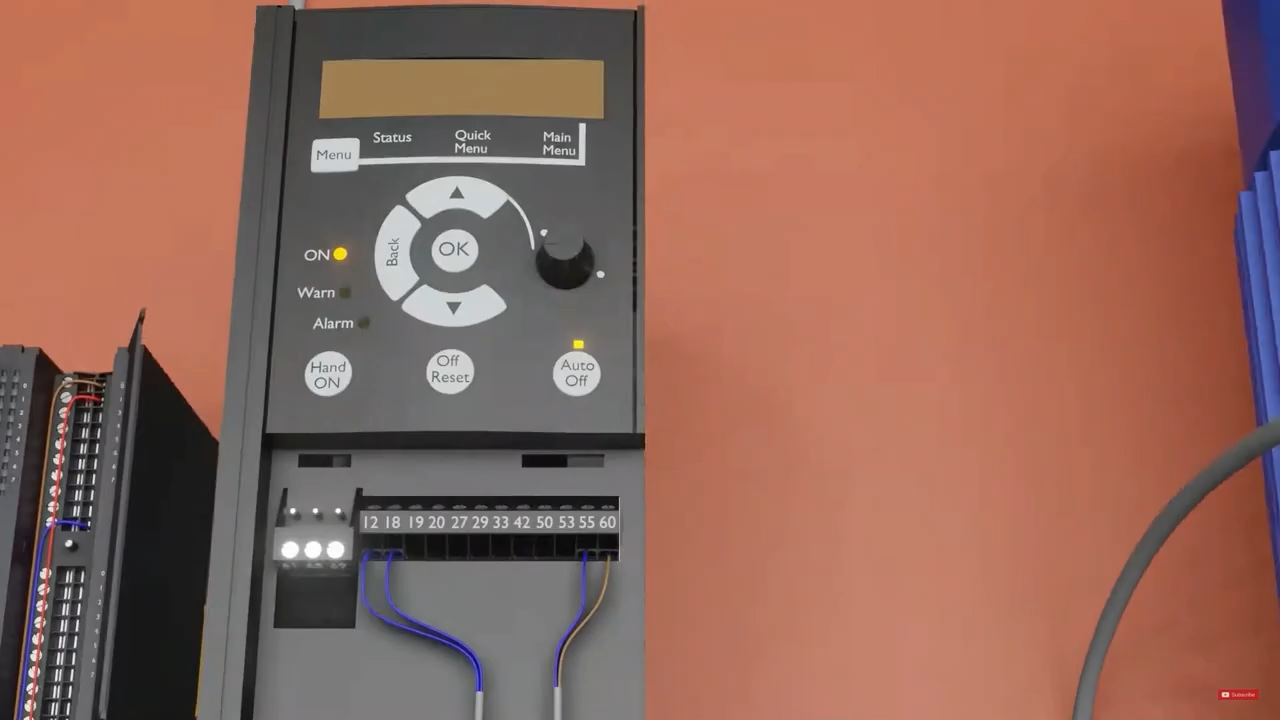 Menu
Status
Quick
Menu
Main
Menu
Back
OK
ON
Warn
Alarm
Hand
ON
Off
Reset
Auto
Off
12 18 19 20 27 29 33 42 50 53 55 60
Subscribe